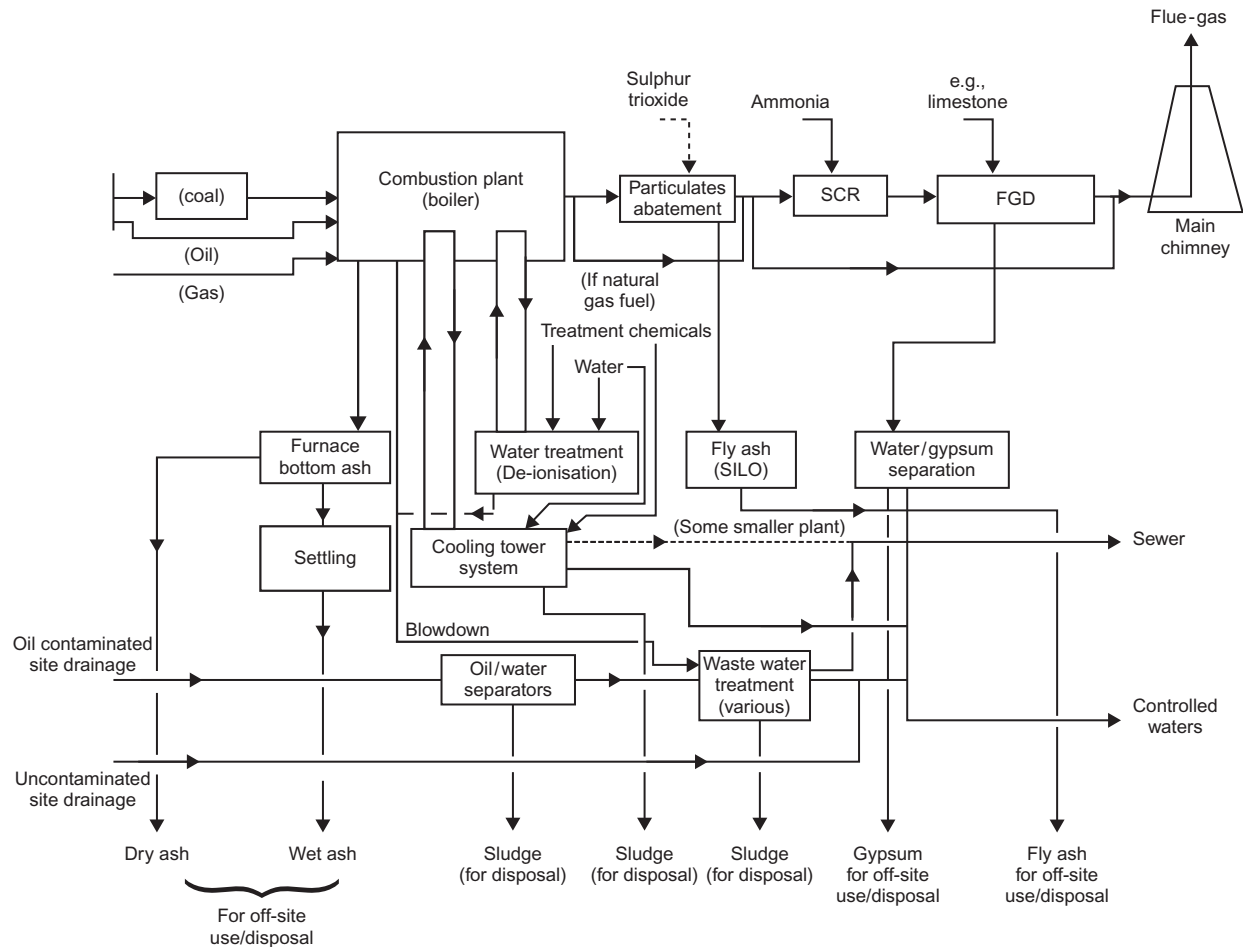 Flue-gas
Sulphur
trioxide
Ammonia
e.g.,
limestone
(coal)
Combustion plant
(boiler)
Particulates
abatement
SCR
FGD
Main
chimney
(Oil)
(Gas)
(If natural
gas fuel)
Treatment chemicals
Water
Furnace
bottom ash
Water treatment
(De-ionisation)
Fly ash
(SILO)
Water/gypsum
separation
(Some smaller plant)
Sewer
Settling
Cooling tower
system
Blowdown
Oil contaminated
site drainage
Oil/water
separators
Waste water
treatment
(various)
Controlled
waters
Uncontaminated
site drainage
Dry ash
Wet ash
Sludge
(for disposal)
Sludge
(for disposal)
Sludge
(for disposal)
Gypsum
for off-site
use/disposal
Fly ash
for off-site
use/disposal
For off-site
use/disposal